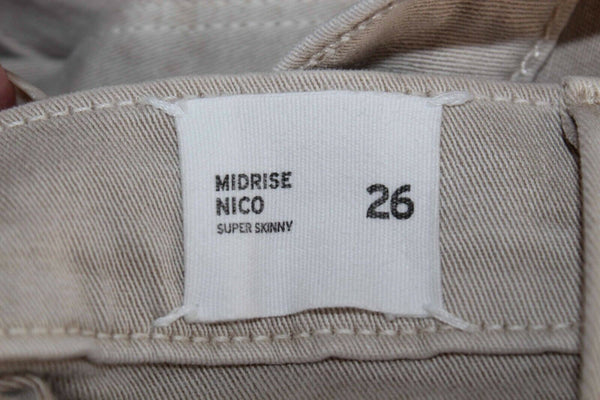 MIDRISE
NICO
SUPER SKINNY
26